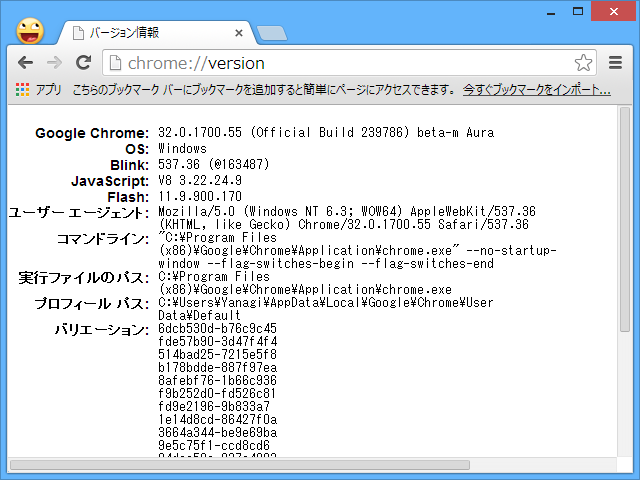 バージョン情報
chrome://version
アプリ こちらのブックマーク バーにブックマークを追加すると簡単にページにアクセスできます。 今すぐブックマークをインポート...
Google Chrome: 32.0.1700.55 (Official Build 239786) beta-m Aura
OS: Windows
Blink: 537.36 (@163487)
JavaScript: V8 3.22.24.9
Flash: 11.9.900.170
ユーザー エージェント: Mozilla/5.0 (Windows NT 6.3; WOW64) AppleWebKit/537.36
(KHTML, like Gecko) Chrome/32.0.1700.55 Safari/537.36
コマンドライン: "C:¥Program Files
(x86)¥Google¥Chrome¥Application¥chrome.exe" --no-startup-
window --flag-switches-begin --flag-switches-end
実行ファイルのパス: C:¥Program Files
(x86)¥Google¥Chrome¥Application¥chrome.exe
プロフィール パス: C:¥Users¥Yanagi¥AppData¥Local¥Google¥Chrome¥User
Data¥Default
バリエーション: 6dcb530d-b76c9c45
fde57b90-3d47f4f4
514bad25-7215e5f8
b178bdde-887f97ea
8afebf76-1b66c936
f9b252d0-fd526c81
fd9e2196-9b833a7
1e14d8cd-86427f0a
3664a344-be9e69ba
9e5c75f1-ccd8cd6